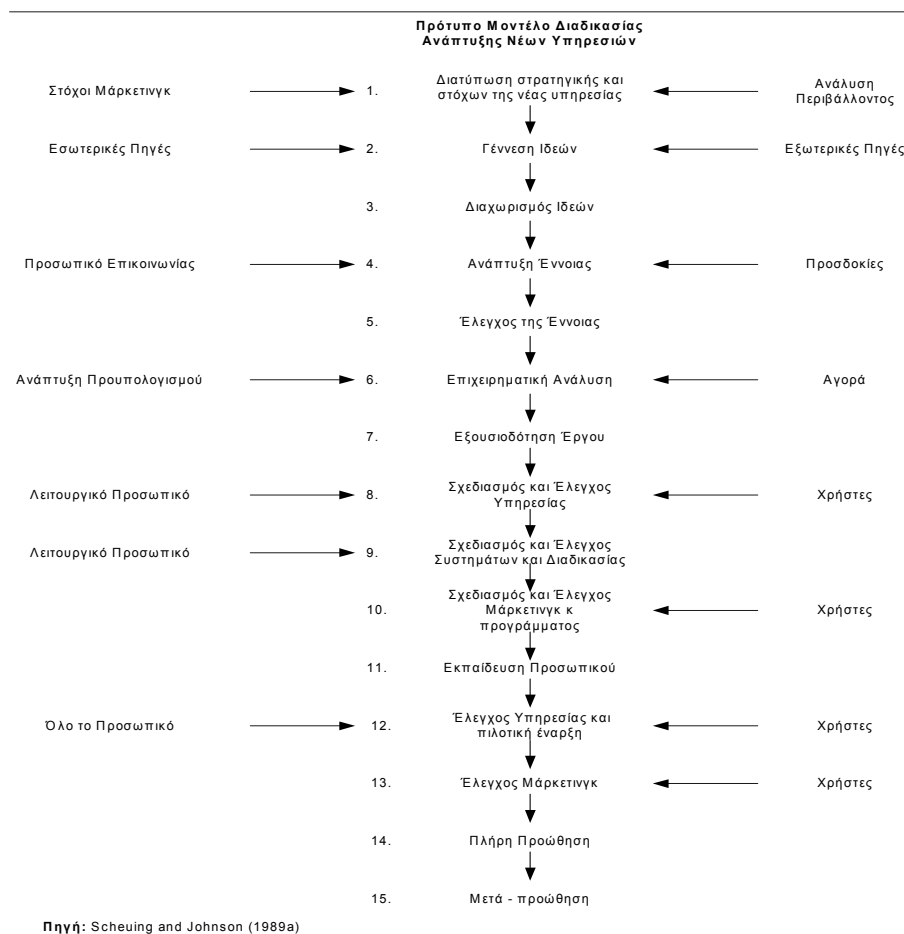 Πρότυπο Μοντέλο Διαδικασίας
Ανάπτυξης Νέων Υπηρεσιών
Στόχοι Μάρκετινγκ
1.
Διατύπωση στρατηγικής και
στόχων της νέας υπηρεσίας
Ανάλυση
Περιβάλλοντος
Εσωτερικές Πηγές
2.
Γέννεση Ιδεών
Εξωτερικές Πηγές
3.
Διαχωρισμός Ιδεών
Προσωπικό Επικοινωνίας
4.
Ανάπτυξη Έννοιας
Προσδοκίες
5.
Έλεγχος της Έννοιας
Ανάπτυξη Προυπολογισμού
6.
Επιχειρηματική Ανάλυση
Αγορά
7.
Εξουσιοδότηση Έργου
Λειτουργικό Προσωπικό
8.
Σχεδιασμός και Έλεγχος
Υπηρεσίας
Χρήστες
Λειτουργικό Προσωπικό
9.
Σχεδιασμός και Έλεγχος
Συστημάτων και Διαδικασίας
10.
Σχεδιασμός και Έλεγχος
Μάρκετινγκ κ
προγράμματος
Χρήστες
11.
Εκπαίδευση Προσωπικού
Όλο το Προσωπικό
12.
Έλεγχος Υπηρεσίας και
πιλοτική έναρξη
Χρήστες
13.
Έλεγχος Μάρκετινγκ
Χρήστες
14.
Πλήρη Προώθηση
15.
Μετά - προώθηση
Πηγή: Scheuing and Johnson (1989a)